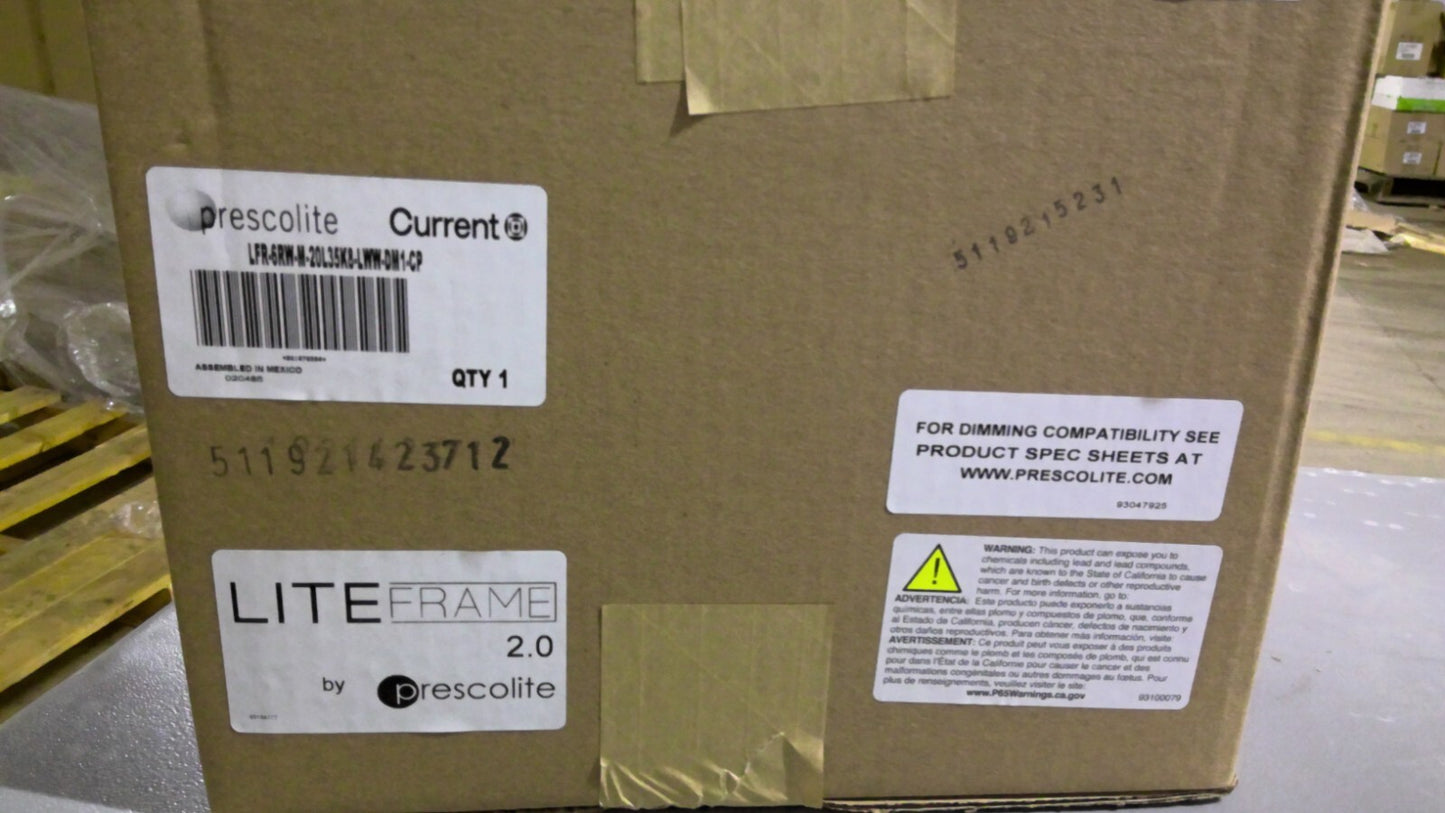 prescolite Current
LFR-6RW-M-20L35K8-LWW-DM1-CP
ASSEMBLED IN MEXICO
020485
QTY 1
5119215231
511921423712
FOR DIMMING COMPATIBILITY SEE
PRODUCT SPEC SHEETS AT
WWW.PRESCOLITE.COM
93047925
LITEFRAME
2.0
by prescolite
WARNING: This product can expose you to
chemicals including lead and lead compounds,
which are known to the State of California to cause
cancer and birth defects or other reproductive
harm. For more information, go to:
ADVERTENCIA: Este producto puede exponerlo a sustancias
químicas, entre ellas plomo y compuestos de plomo, que, conforme
al Estado de California, producen cáncer, defectos de nacimiento y
otros daños reproductivos. Para obtener más información, visite:
AVERTISSEMENT: Ce produit peut vous exposer à des produits
chimiques comme le plomb et les composés de plomb, qui est connu
pour dans l'État de la Californie pour causer le cancer et des
malformations congénitales ou autres dommages au fœtus. Pour
plus de renseignements, veuillez visiter le site:
www.P65Warnings.ca.gov
93100079